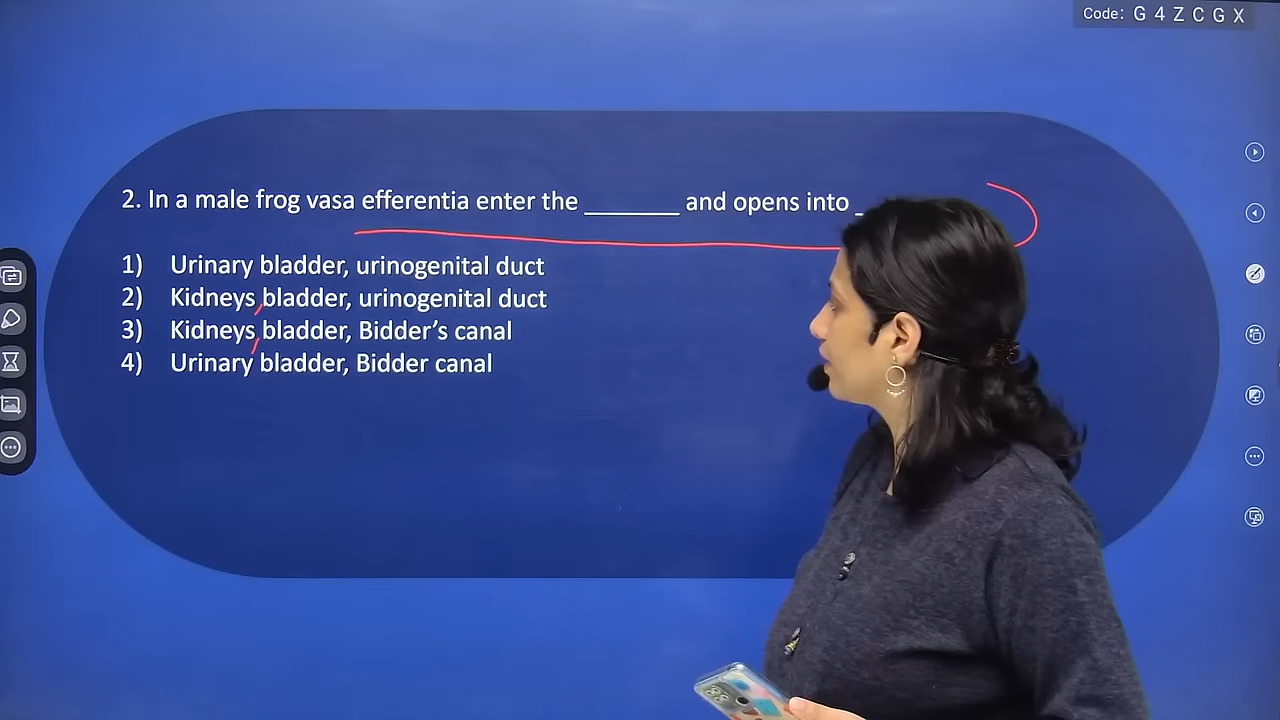 Code: G 4 Z C G X
2. In a male frog vasa efferentia enter the _______ and opens into _
1) Urinary bladder, urinogenital duct
2) Kidneys bladder, urinogenital duct
3) Kidneys bladder, Bidder’s canal
4) Urinary bladder, Bidder canal